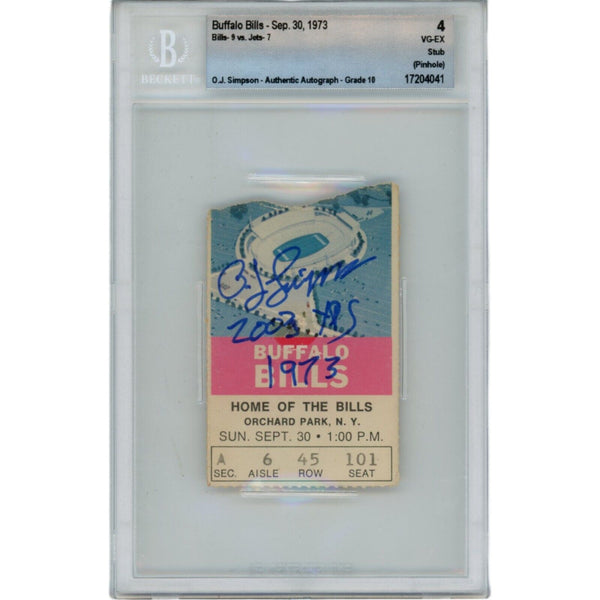 BECKETT
Buffalo Bills - Sep. 30, 1973
Bills- 9 vs. Jets- 7
O.J. Simpson - Authentic Autograph - Grade 10
4
VG-EX
Stub
(Pinhole)
17204041
O.J. Simpson
2003 YDS
1973
BUFFALO
BILLS
HOME OF THE BILLS
ORCHARD PARK, N. Y.
SUN. SEPT. 30 • 1:00 P.M.
A 6 45 101
SEC. AISLE ROW SEAT